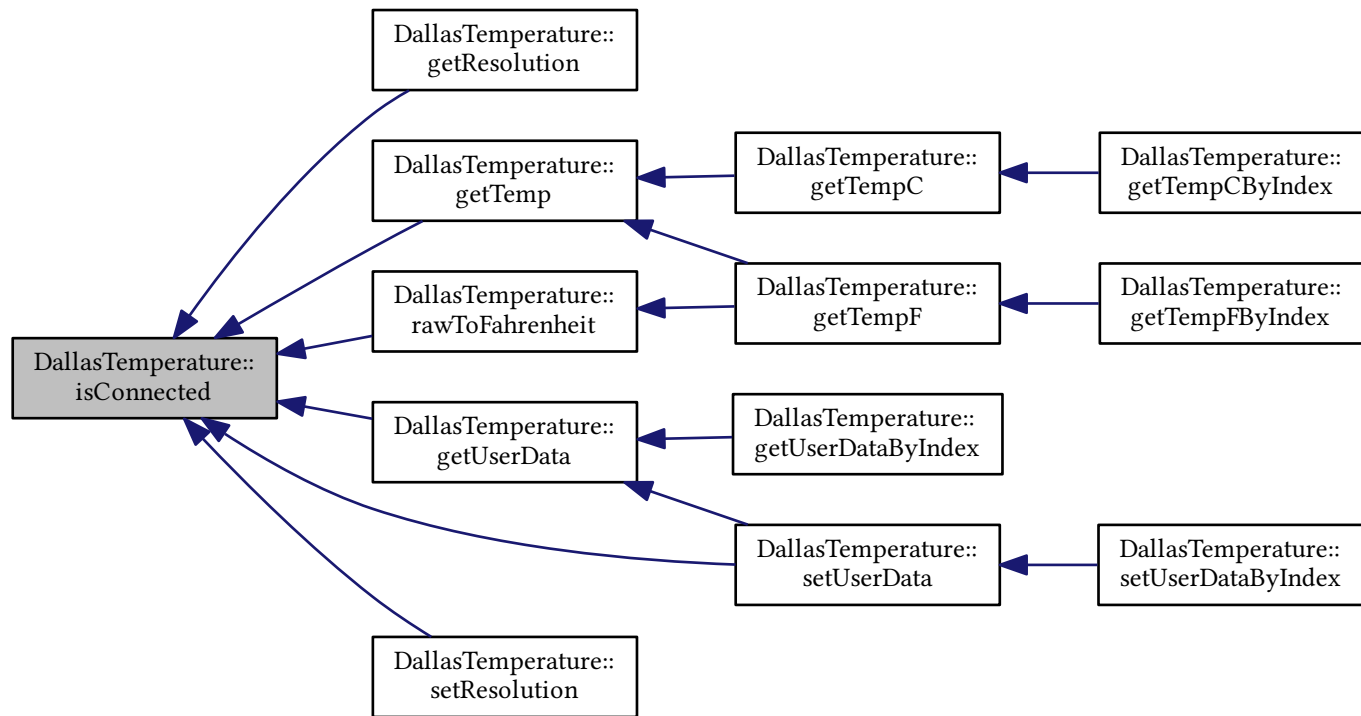 DallasTemperature::
getResolution
DallasTemperature::
getTemp
DallasTemperature::
getTempC
DallasTemperature::
getTempCByIndex
DallasTemperature::
rawToFahrenheit
DallasTemperature::
getTempF
DallasTemperature::
getTempFByIndex
DallasTemperature::
isConnected
DallasTemperature::
getUserData
DallasTemperature::
getUserDataByIndex
DallasTemperature::
setUserData
DallasTemperature::
setUserDataByIndex
DallasTemperature::
setResolution